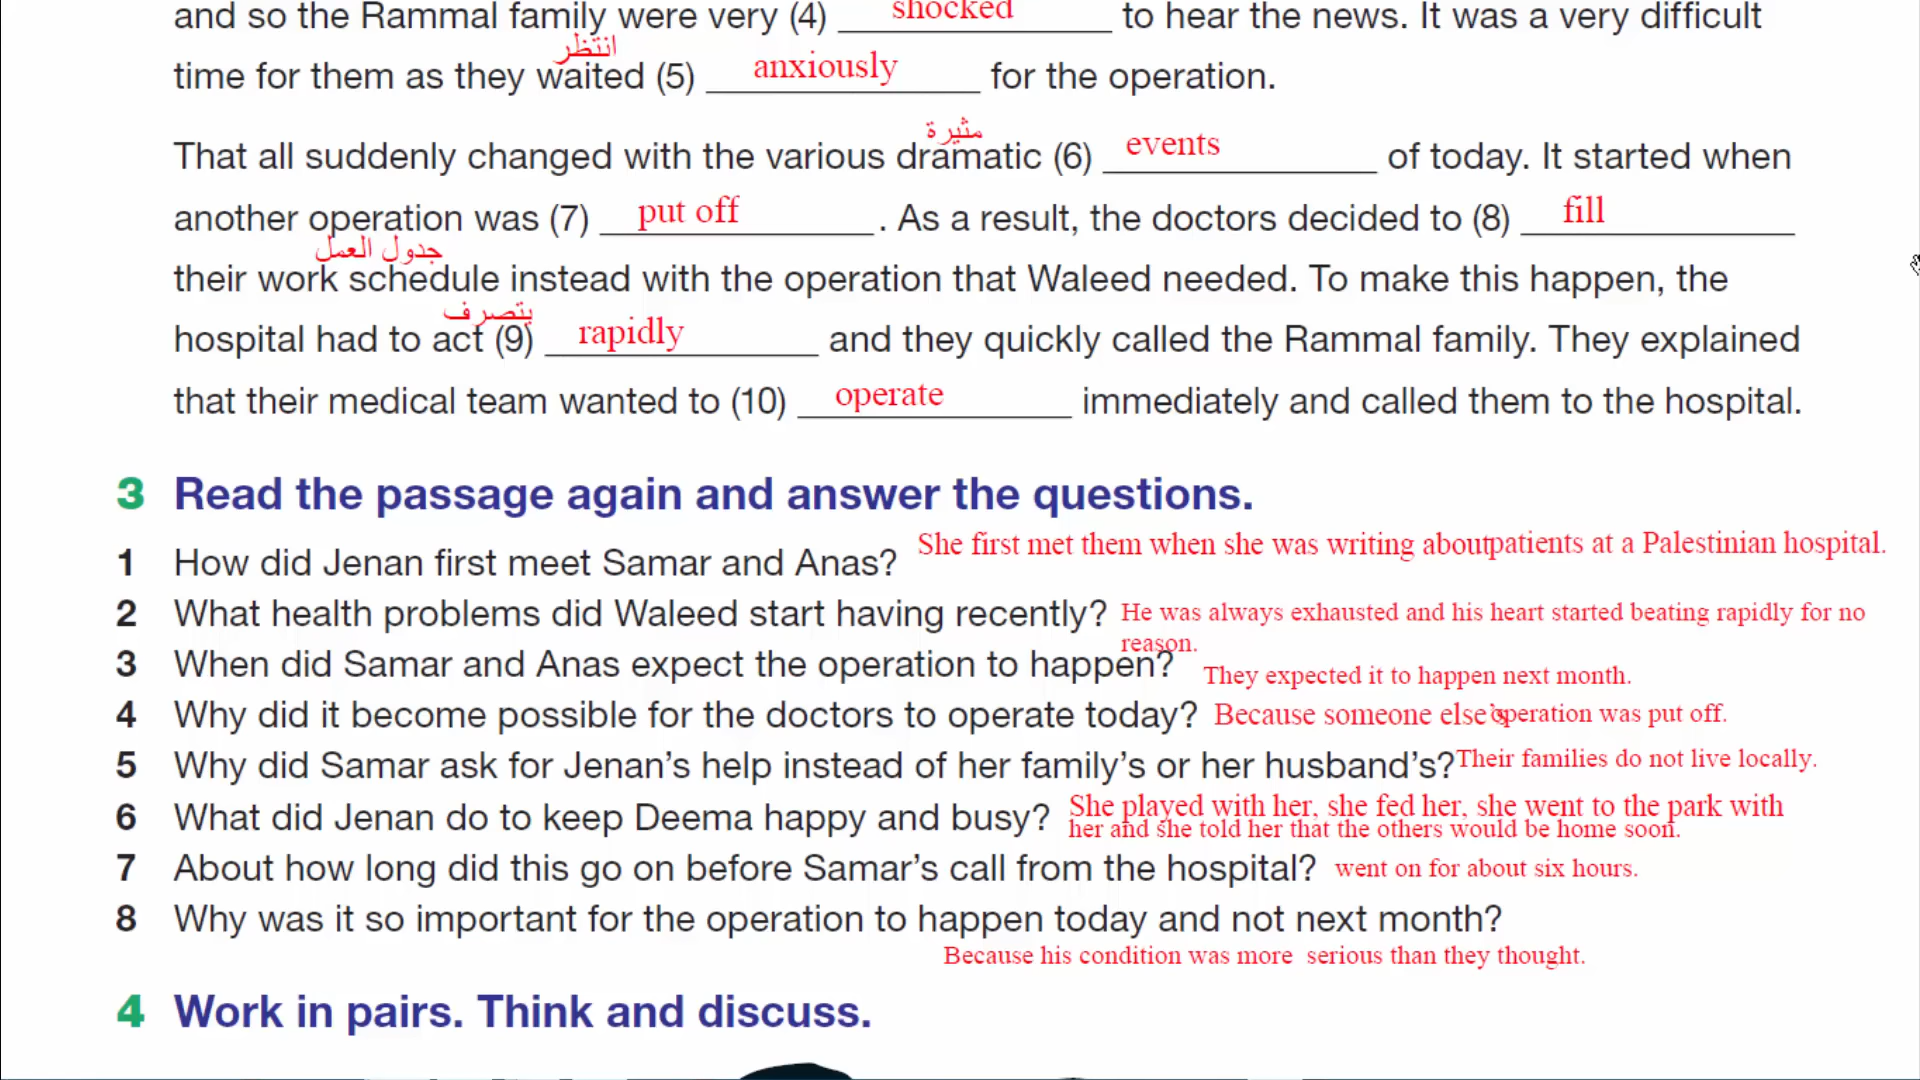 and so the Rammal family were very (4) shocked to hear the news. It was a very difficult
انتظر
time for them as they waited (5) anxiously for the operation.
مثيرة
That all suddenly changed with the various dramatic (6) events of today. It started when
another operation was (7) put off . As a result, the doctors decided to (8) fill
جدول العمل
their work schedule instead with the operation that Waleed needed. To make this happen, the
يتصرف
hospital had to act (9) rapidly and they quickly called the Rammal family. They explained
that their medical team wanted to (10) operate immediately and called them to the hospital.
3 Read the passage again and answer the questions.
1 How did Jenan first meet Samar and Anas? She first met them when she was writing about patients at a Palestinian hospital.
2 What health problems did Waleed start having recently? He was always exhausted and his heart started beating rapidly for no
reason.
3 When did Samar and Anas expect the operation to happen? They expected it to happen next month.
4 Why did it become possible for the doctors to operate today? Because someone else's operation was put off.
5 Why did Samar ask for Jenan's help instead of her family's or her husband's? Their families do not live locally.
6 What did Jenan do to keep Deema happy and busy? She played with her, she fed her, she went to the park with
her and she told her that the others would be home soon.
7 About how long did this go on before Samar's call from the hospital? went on for about six hours.
8 Why was it so important for the operation to happen today and not next month?
Because his condition was more serious than they thought.
4 Work in pairs. Think and discuss.